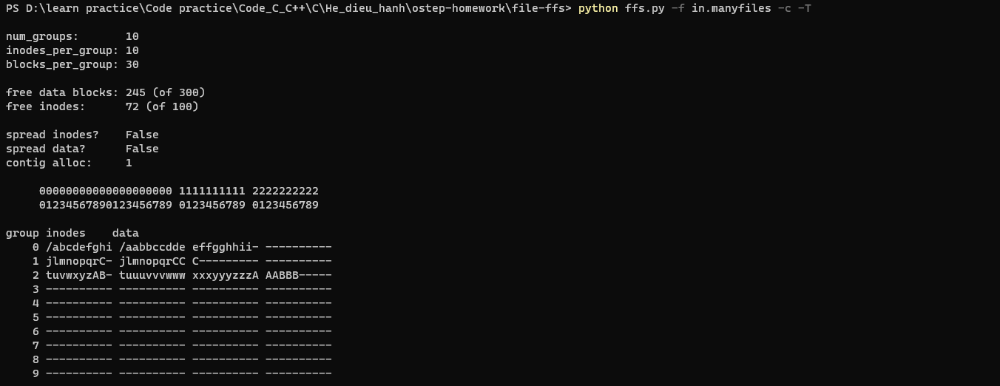 PS D:\learn practice\Code practice\Code_C_C++\C\He_dieu_hanh\ostep-homework\file-ffs> python ffs.py -f in.manyfiles -c -T
num_groups:       10
inodes_per_group: 10
blocks_per_group: 30
free data blocks: 245 (of 300)
free inodes:      72 (of 100)
spread inodes?    False
spread data?      False
contig alloc:     1
     00000000000000000000 1111111111 2222222222
     01234567890123456789 0123456789 0123456789
group inodes    data
    0 /abcdefghi /aabbccdde effgghhii- ----------
    1 jlmnopqrC- jlmnopqrCC C--------- ----------
    2 tuvwxyzAB- tuuuvvvwww xxxyyyzzzA AABBB-----
    3 ---------- ---------- ---------- ----------
    4 ---------- ---------- ---------- ----------
    5 ---------- ---------- ---------- ----------
    6 ---------- ---------- ---------- ----------
    7 ---------- ---------- ---------- ----------
    8 ---------- ---------- ---------- ----------
    9 ---------- ---------- ---------- ----------